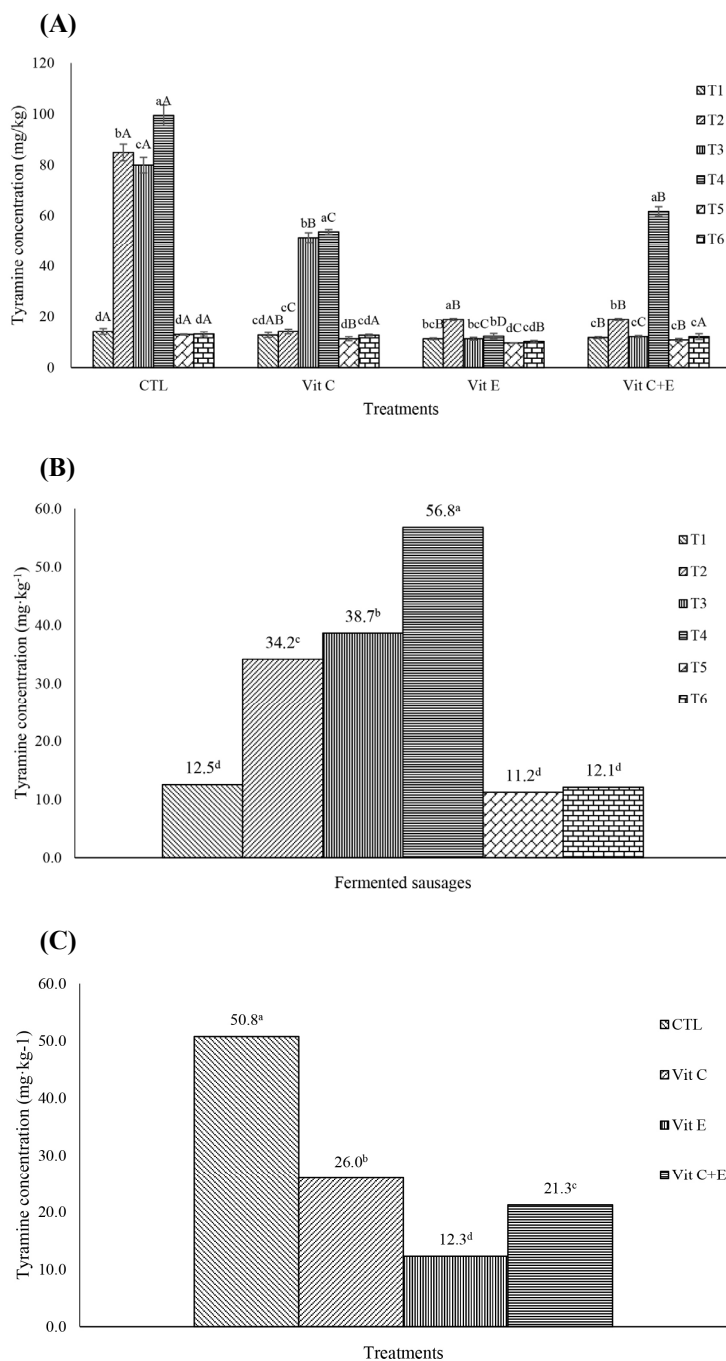 (A)
Tyramine concentration (mg/kg)
120
100
80
60
40
20
0
dA bA cA aA dA dA
cdAB cC bB aC dB cdA
bcB aB bcC bD dC cdB
cB bB cC aB cB cA
CTL Vit C Vit E Vit C+E
Treatments
T1
T2
T3
T4
T5
T6
(B)
Tyramine concentration (mg·kg-1)
60.0
50.0
40.0
30.0
20.0
10.0
0.0
12.5d 34.2c 38.7b 56.8a 11.2d 12.1d
Fermented sausages
T1
T2
T3
T4
T5
T6
(C)
Tyramine concentration (mg·kg-1)
60.0
50.0
40.0
30.0
20.0
10.0
0.0
50.8a 26.0b 12.3d 21.3c
Treatments
CTL
Vit C
Vit E
Vit C+E